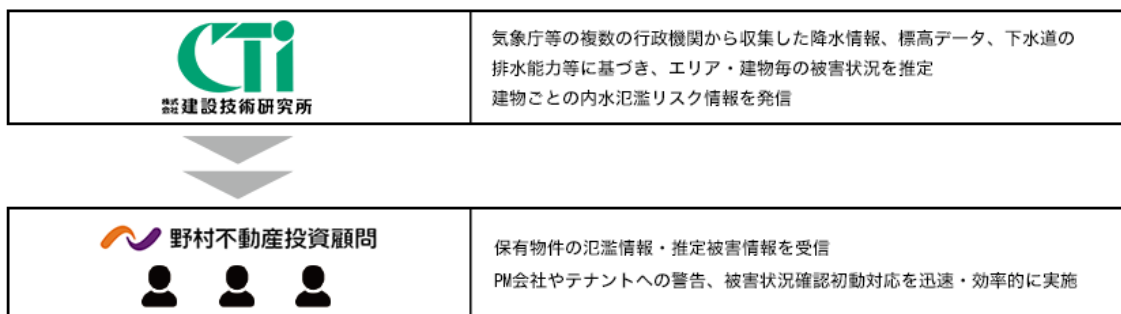 CTi
株式会社建設技術研究所
気象庁等の複数の行政機関から収集した降水情報、標高データ、下水道の
排水能力等に基づき、エリア・建物毎の被害状況を推定
建物ごとの内水氾濫リスク情報を発信
野村不動産投資顧問
保有物件の氾濫情報・推定被害情報を受信
PM会社やテナントへの警告、被害状況確認初動対応を迅速・効率的に実施